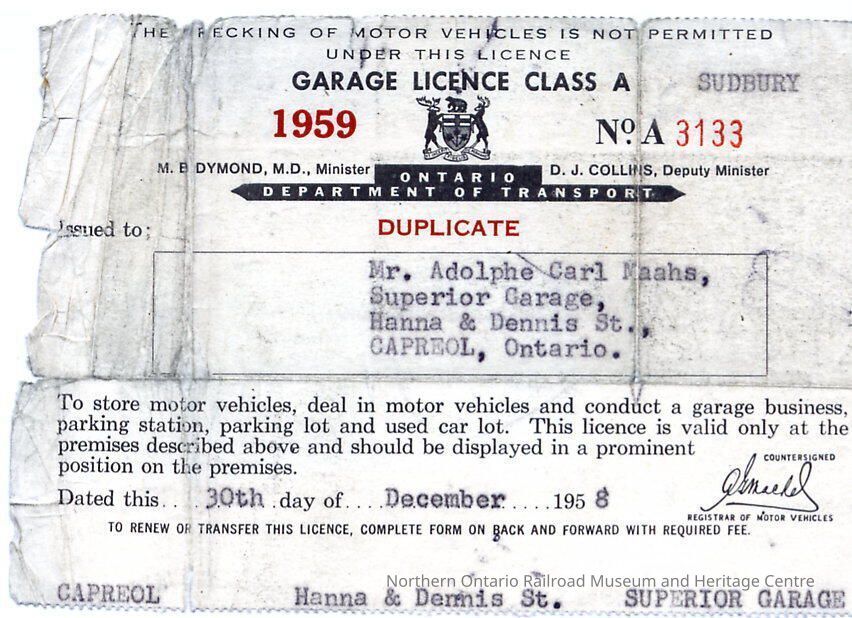 THE WRECKING OF MOTOR VEHICLES IS NOT PERMITTED
UNDER THIS LICENCE
GARAGE LICENCE CLASS A SUDBURY
1959 No. A 3133
M. B. DYMOND, M.D., Minister ONTARIO D. J. COLLINS, Deputy Minister
DEPARTMENT OF TRANSPORT
Issued to: DUPLICATE
Mr. Adolphe Carl Maahs,
Superior Garage,
Hanna & Dennis St.,
CAPREOL, Ontario.
To store motor vehicles, deal in motor vehicles and conduct a garage business,
parking station, parking lot and used car lot. This licence is valid only at the
premises described above and should be displayed in a prominent
position on the premises.
COUNTERSIGNED
Dated this....30th.day of....December....1958
REGISTRAR OF MOTOR VEHICLES
TO RENEW OR TRANSFER THIS LICENCE, COMPLETE FORM ON BACK AND FORWARD WITH REQUIRED FEE.
Northern Ontario Railroad Museum and Heritage Centre
CAPREOL Hanna & Dennis St. SUPERIOR GARAGE